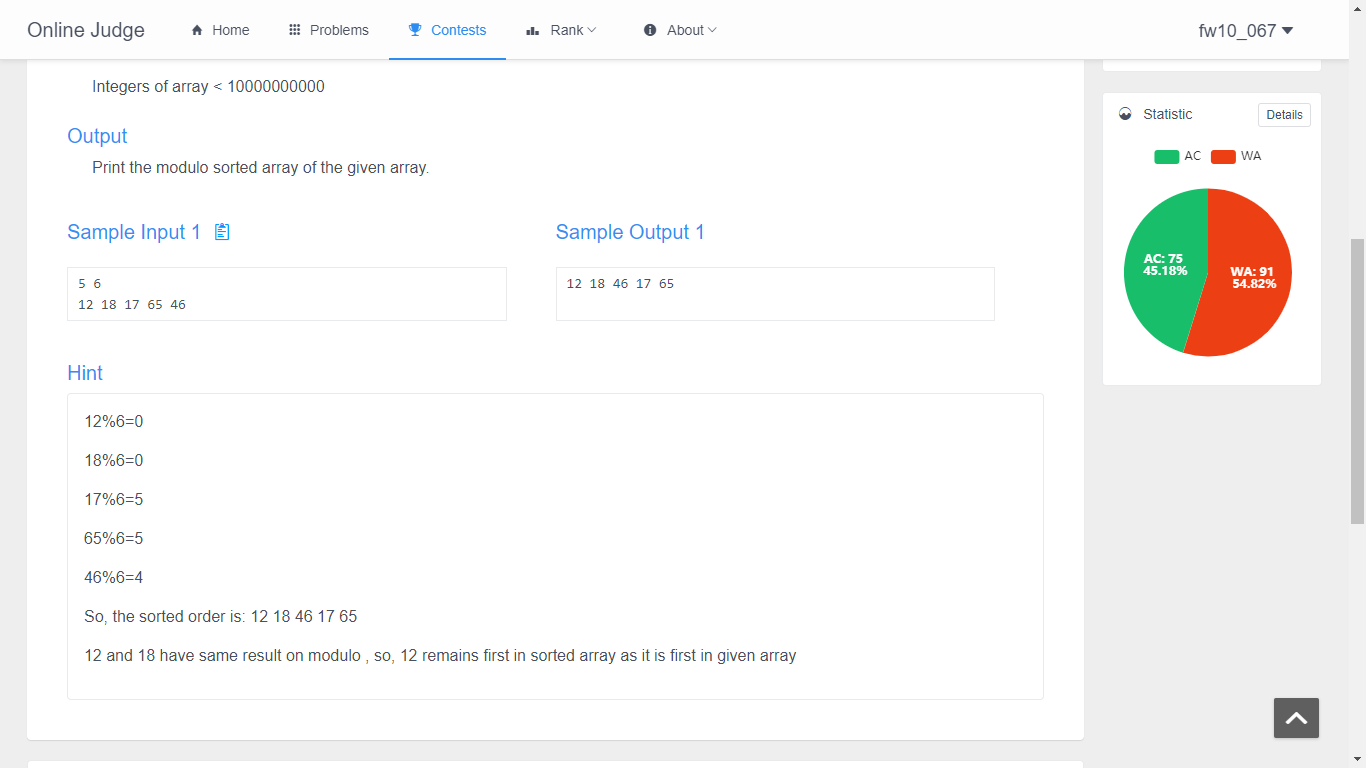 Online Judge
Home
Problems
Contests
Rank
About
fw10_067
Integers of array < 10000000000
Output
Print the modulo sorted array of the given array.
Sample Input 1
5 6
12 18 17 65 46
Sample Output 1
12 18 46 17 65
Hint
12%6=0
18%6=0
17%6=5
65%6=5
46%6=4
So, the sorted order is: 12 18 46 17 65
12 and 18 have same result on modulo , so, 12 remains first in sorted array as it is first in given array
Statistic
Details
AC
WA
AC: 75
45.18%
WA: 91
54.82%